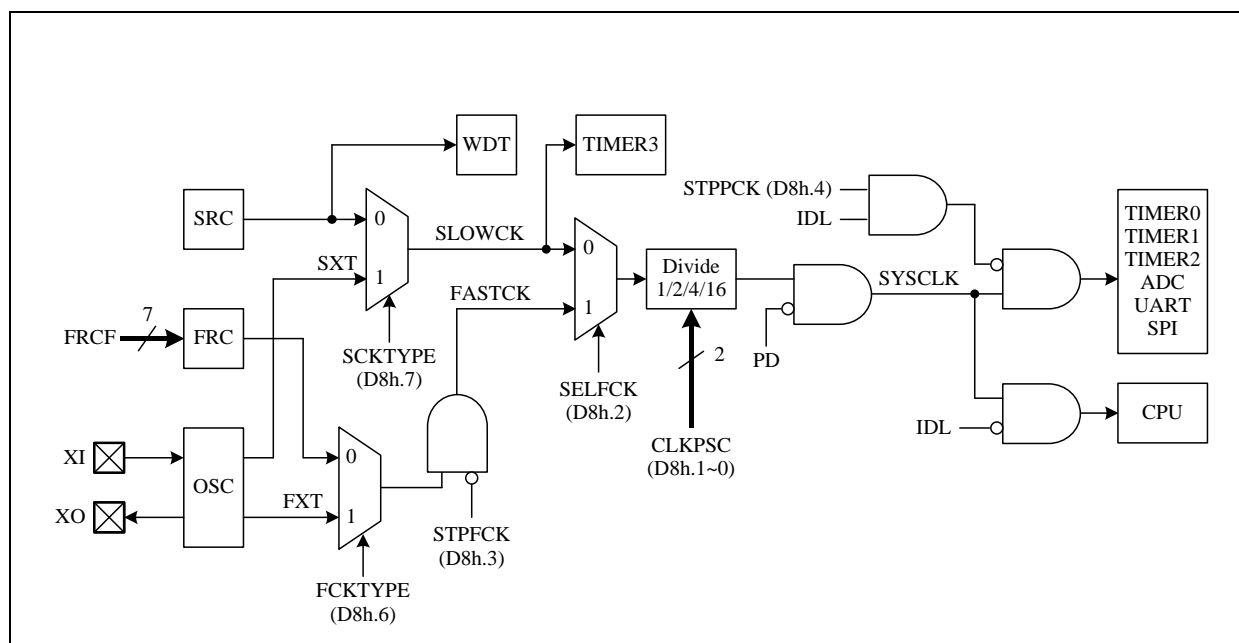 WDT
TIMER3
STPPCK (D8h.4)
IDL
SRC
0
SLOWCK
0
TIMER0
TIMER1
TIMER2
ADC
UART
SPI
SXT
1
Divide
1/2/4/16
SYSCLK
FASTCK
1
7
FRCF
FRC
SCKTYPE
(D8h.7)
2
PD
SELFCK
(D8h.2)
CLKPSC
(D8h.1~0)
IDL
CPU
XI
XO
OSC
0
FXT
1
STPFCK
(D8h.3)
FCKTYPE
(D8h.6)